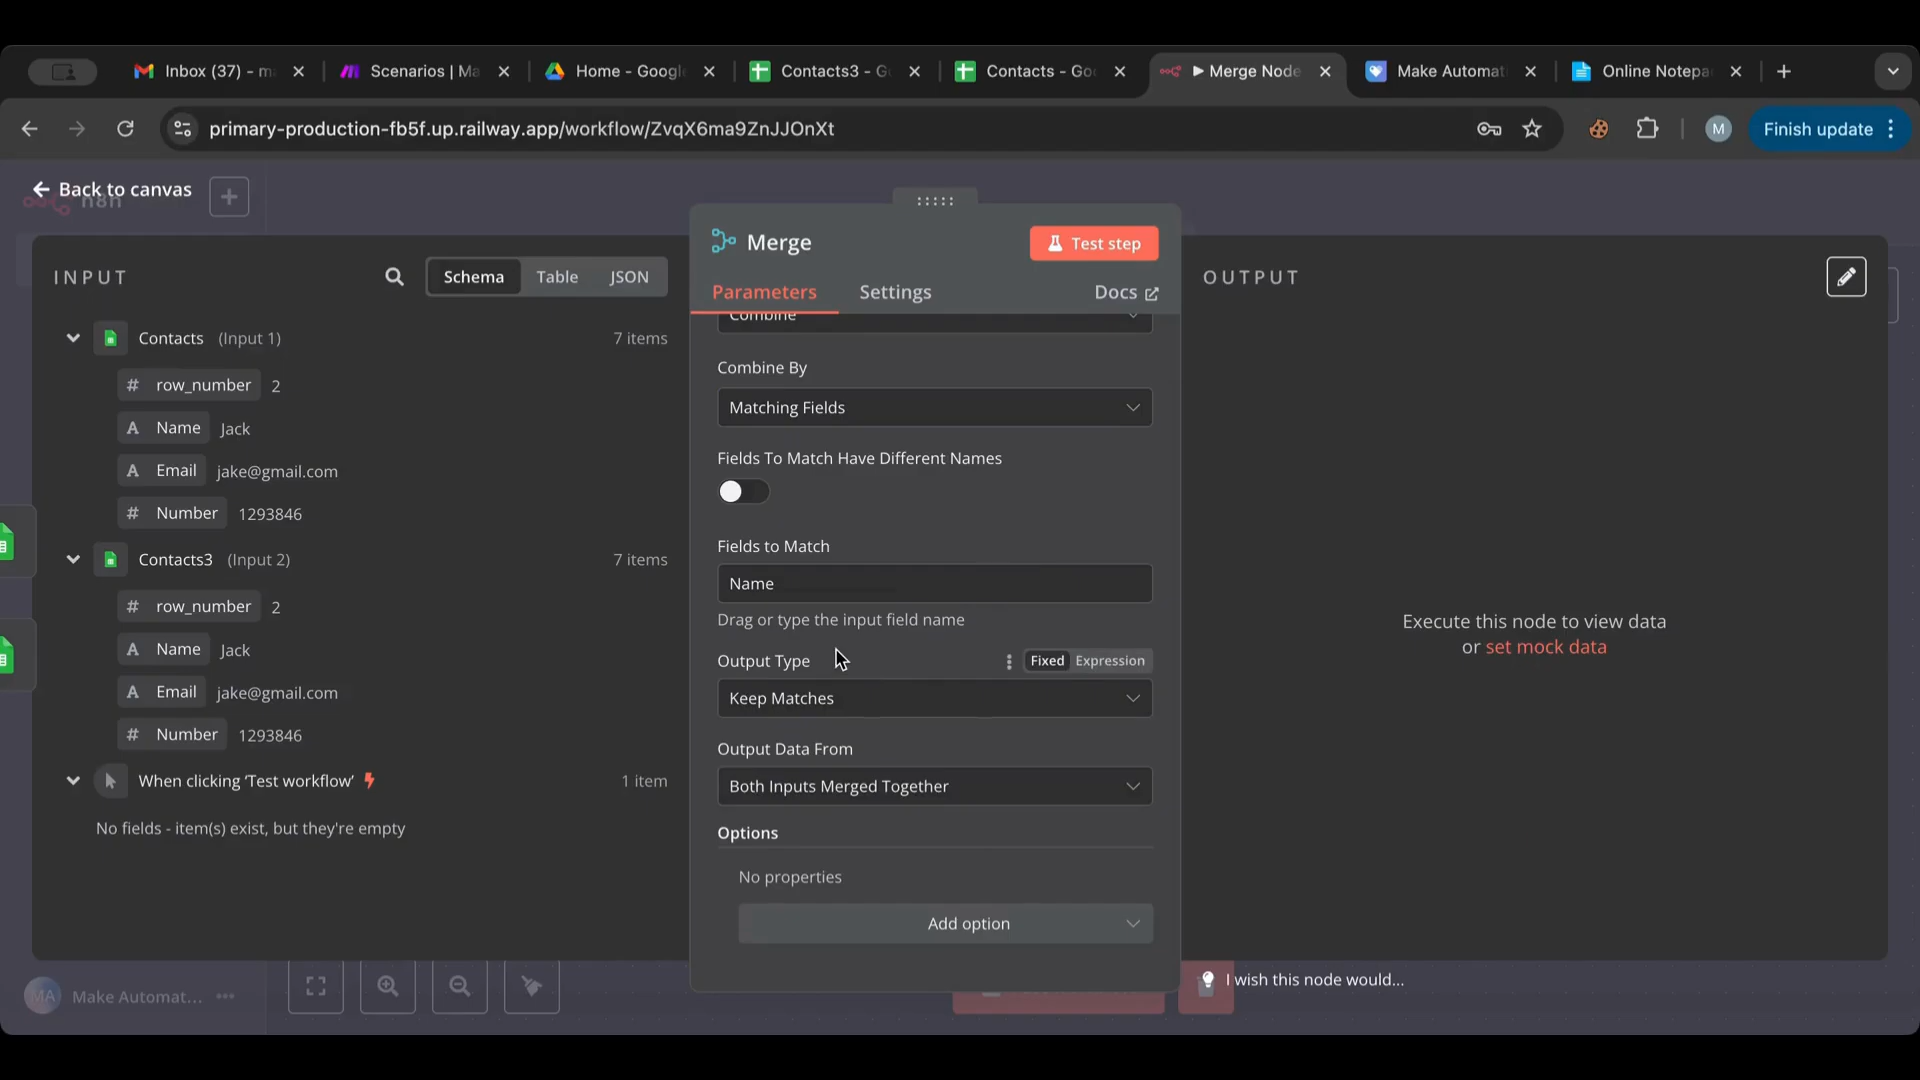 Inbox (37) - m
Scenarios | Ma
Home - Google
Contacts3 - G
Contacts - Go
Merge Node
Make Automat
Online Notepa
primary-production-fb5f.up.railway.app/workflow/ZvqX6ma9ZnJJOnXt
M
Finish update
Back to canvas
n8n
Merge
Test step
INPUT
Schema
Table
JSON
Parameters
Settings
Docs
OUTPUT
Combine
Contacts (Input 1)
7 items
# row_number 2
A Name Jack
A Email jake@gmail.com
# Number 1293846
Contacts3 (Input 2)
7 items
# row_number 2
A Name Jack
A Email jake@gmail.com
# Number 1293846
When clicking ‘Test workflow’
1 item
No fields - item(s) exist, but they're empty
Combine By
Matching Fields
Fields To Match Have Different Names
Fields to Match
Name
Drag or type the input field name
Output Type
Fixed
Expression
Keep Matches
Output Data From
Both Inputs Merged Together
Options
No properties
Add option
Execute this node to view data
or set mock data
MA
Make Automat...
I wish this node would...